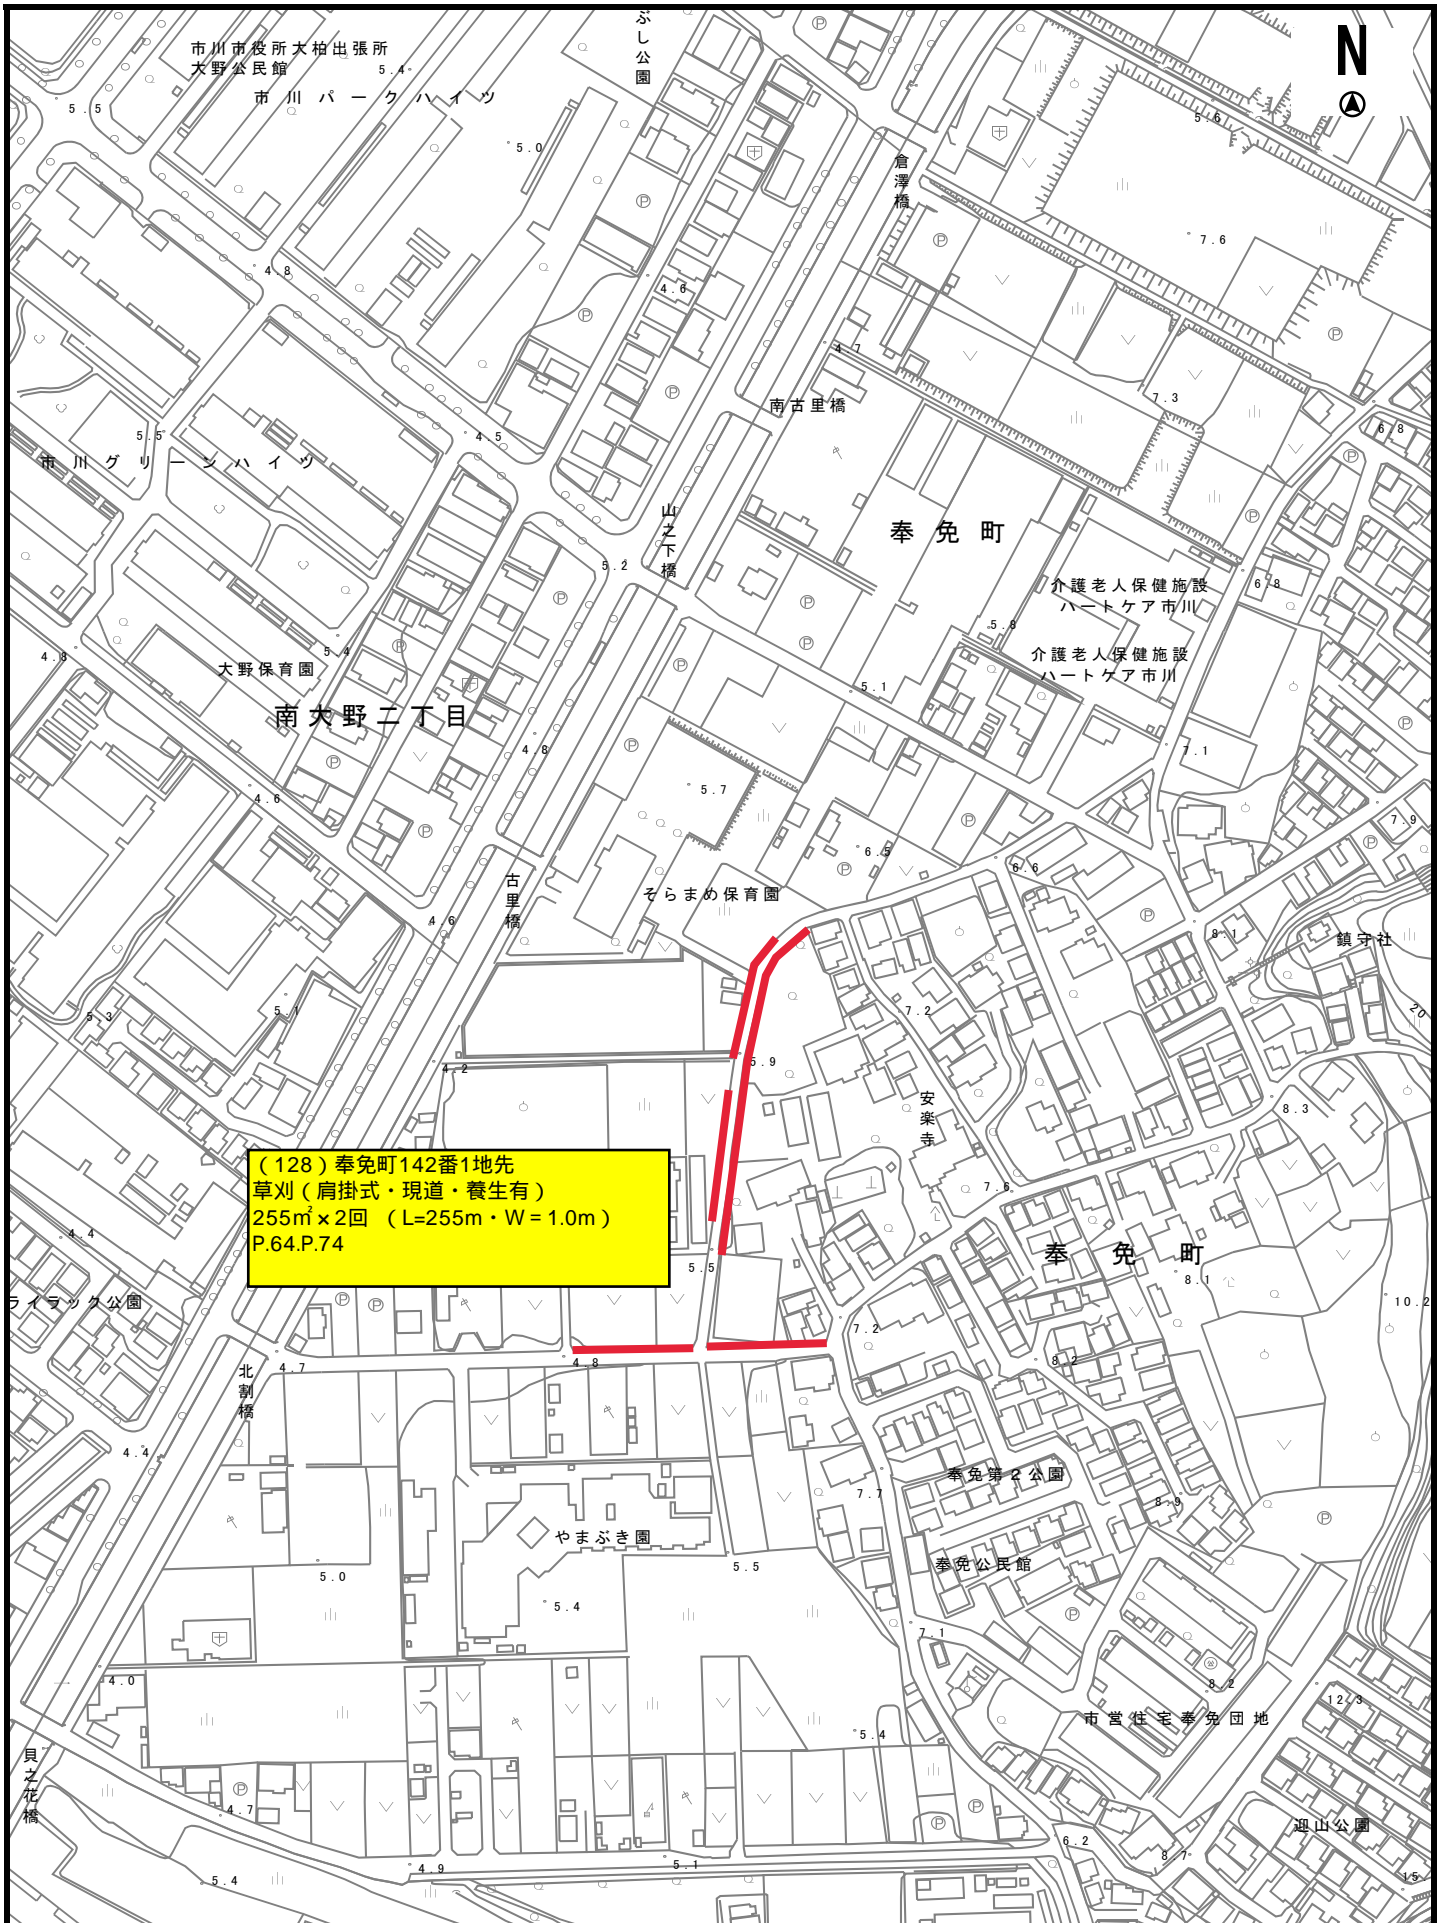 ぶし公園
N
市川市役所大柏出張所
大野公民館
5.4
市川パークハイツ
5.5
5.0
5.6
倉澤橋
7.6
4.8
4.6
4.7
南古里橋
7.3
6.8
5.5
4.5
市川グリーンハイツ
山之下橋
奉免町
5.2
介護老人保健施設
ハートケア市川
6.8
5.8
介護老人保健施設
ハートケア市川
4.8
5.4
大野保育園
5.1
南大野二丁目
4.8
7.1
4.6
5.7
7.9
6.5
6.6
古里橋
そらまめ保育園
4.6
8.1
鎮守社
5.3
5.1
7.2
20
4.2
5.9
安楽寺
8.3
(128)奉免町142番1地先
草刈(肩掛式・現道・養生有)
255㎡×2回 (L=255m・W=1.0m)
P.64.P.74
7.6
4.4
5.5
奉免町
8.1
ライラック公園
10.2
7.2
北割橋
4.7
4.8
8.2
4.4
奉免第2公園
7.7
8.9
やまぶき園
5.5
奉免公民館
5.0
5.4
7.1
4.0
8.2
12.3
市営住宅奉免団地
5.4
貝之花橋
4.7
迎山公園
6.2
8.7
4.9
5.1
5.4
15